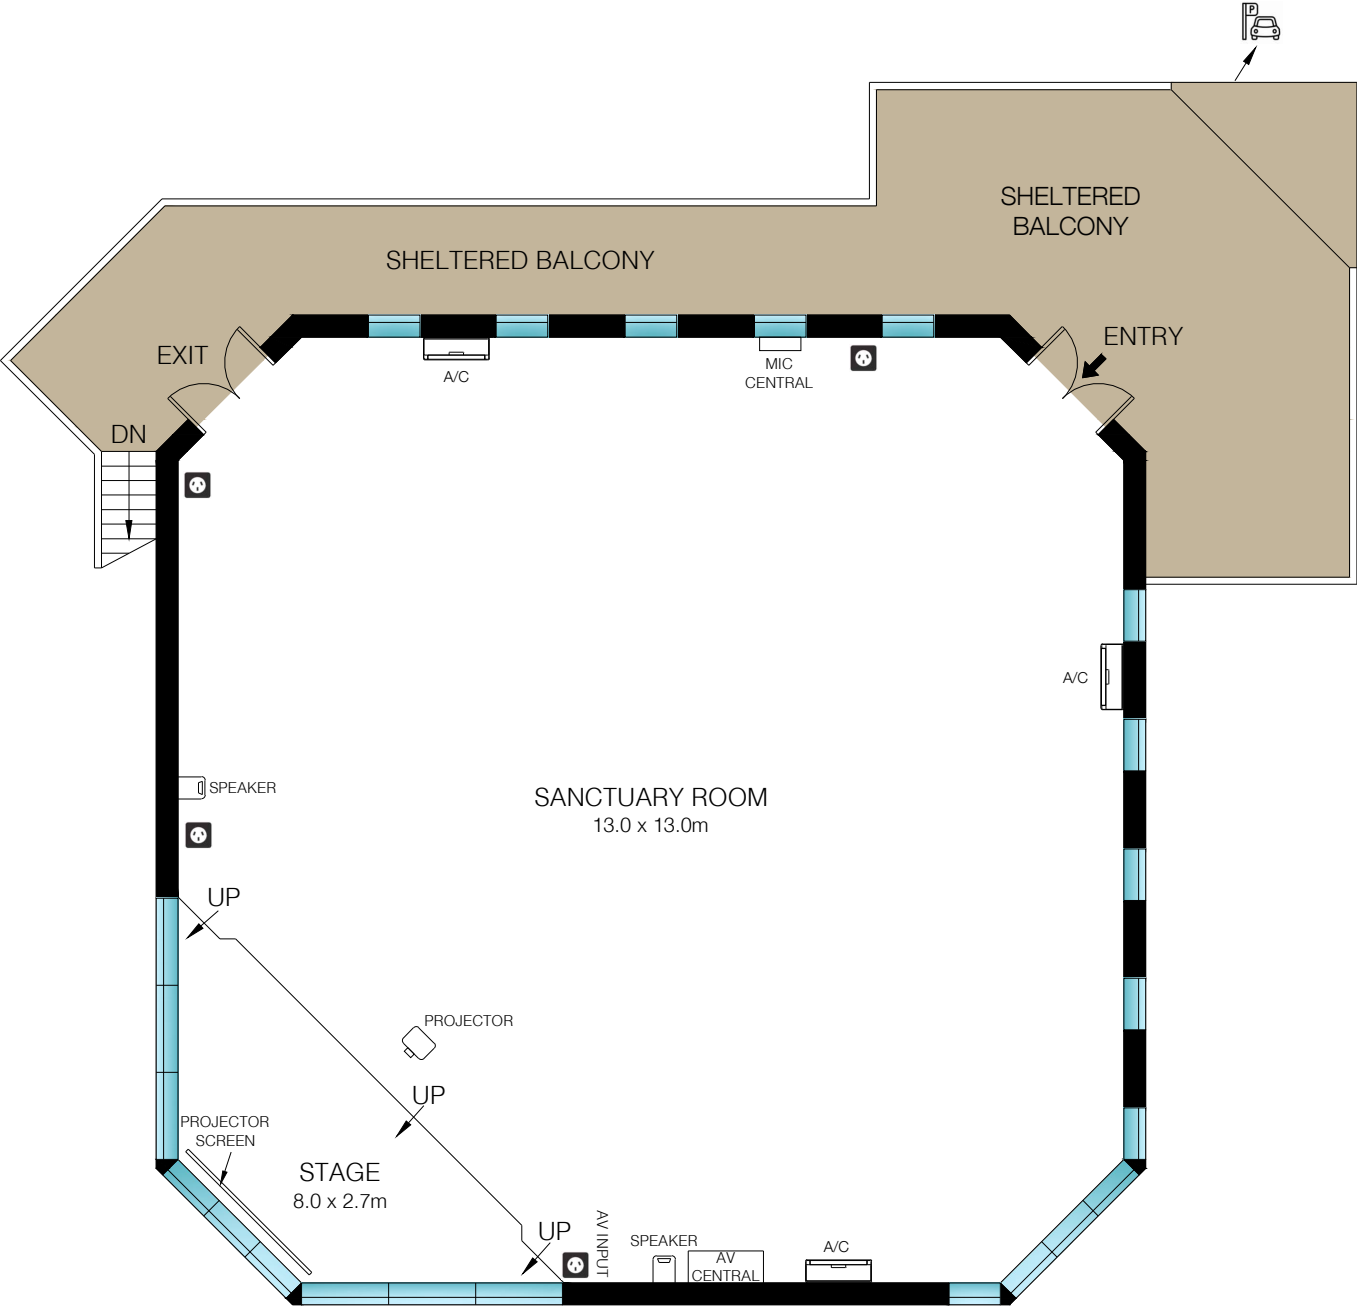 P
SHELTERED
BALCONY
SHELTERED BALCONY
EXIT
ENTRY
A/C
MIC
CENTRAL
DN
A/C
SPEAKER
SANCTUARY ROOM
13.0 x 13.0m
UP
PROJECTOR
UP
PROJECTOR
SCREEN
STAGE
8.0 x 2.7m
UP
AV INPUT
SPEAKER
AV
CENTRAL
A/C